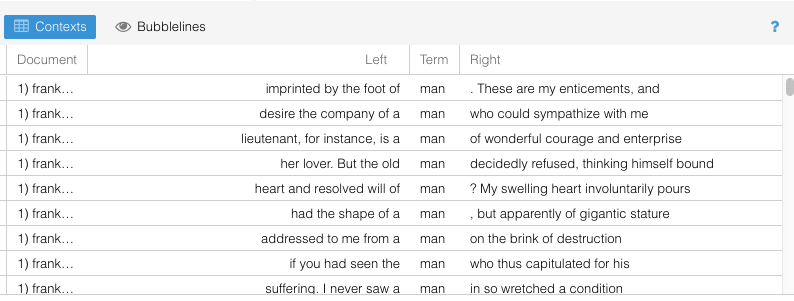 Contexts Bubblelines ?
Document Left Term Right
1) frank… imprinted by the foot of man . These are my enticements, and
1) frank… desire the company of a man who could sympathize with me
1) frank… lieutenant, for instance, is a man of wonderful courage and enterprise
1) frank… her lover. But the old man decidedly refused, thinking himself bound
1) frank… heart and resolved will of man ? My swelling heart involuntarily pours
1) frank… had the shape of a man , but apparently of gigantic stature
1) frank… addressed to me from a man on the brink of destruction
1) frank… if you had seen the man who thus capitulated for his
1) frank… suffering. I never saw a man in so wretched a condition